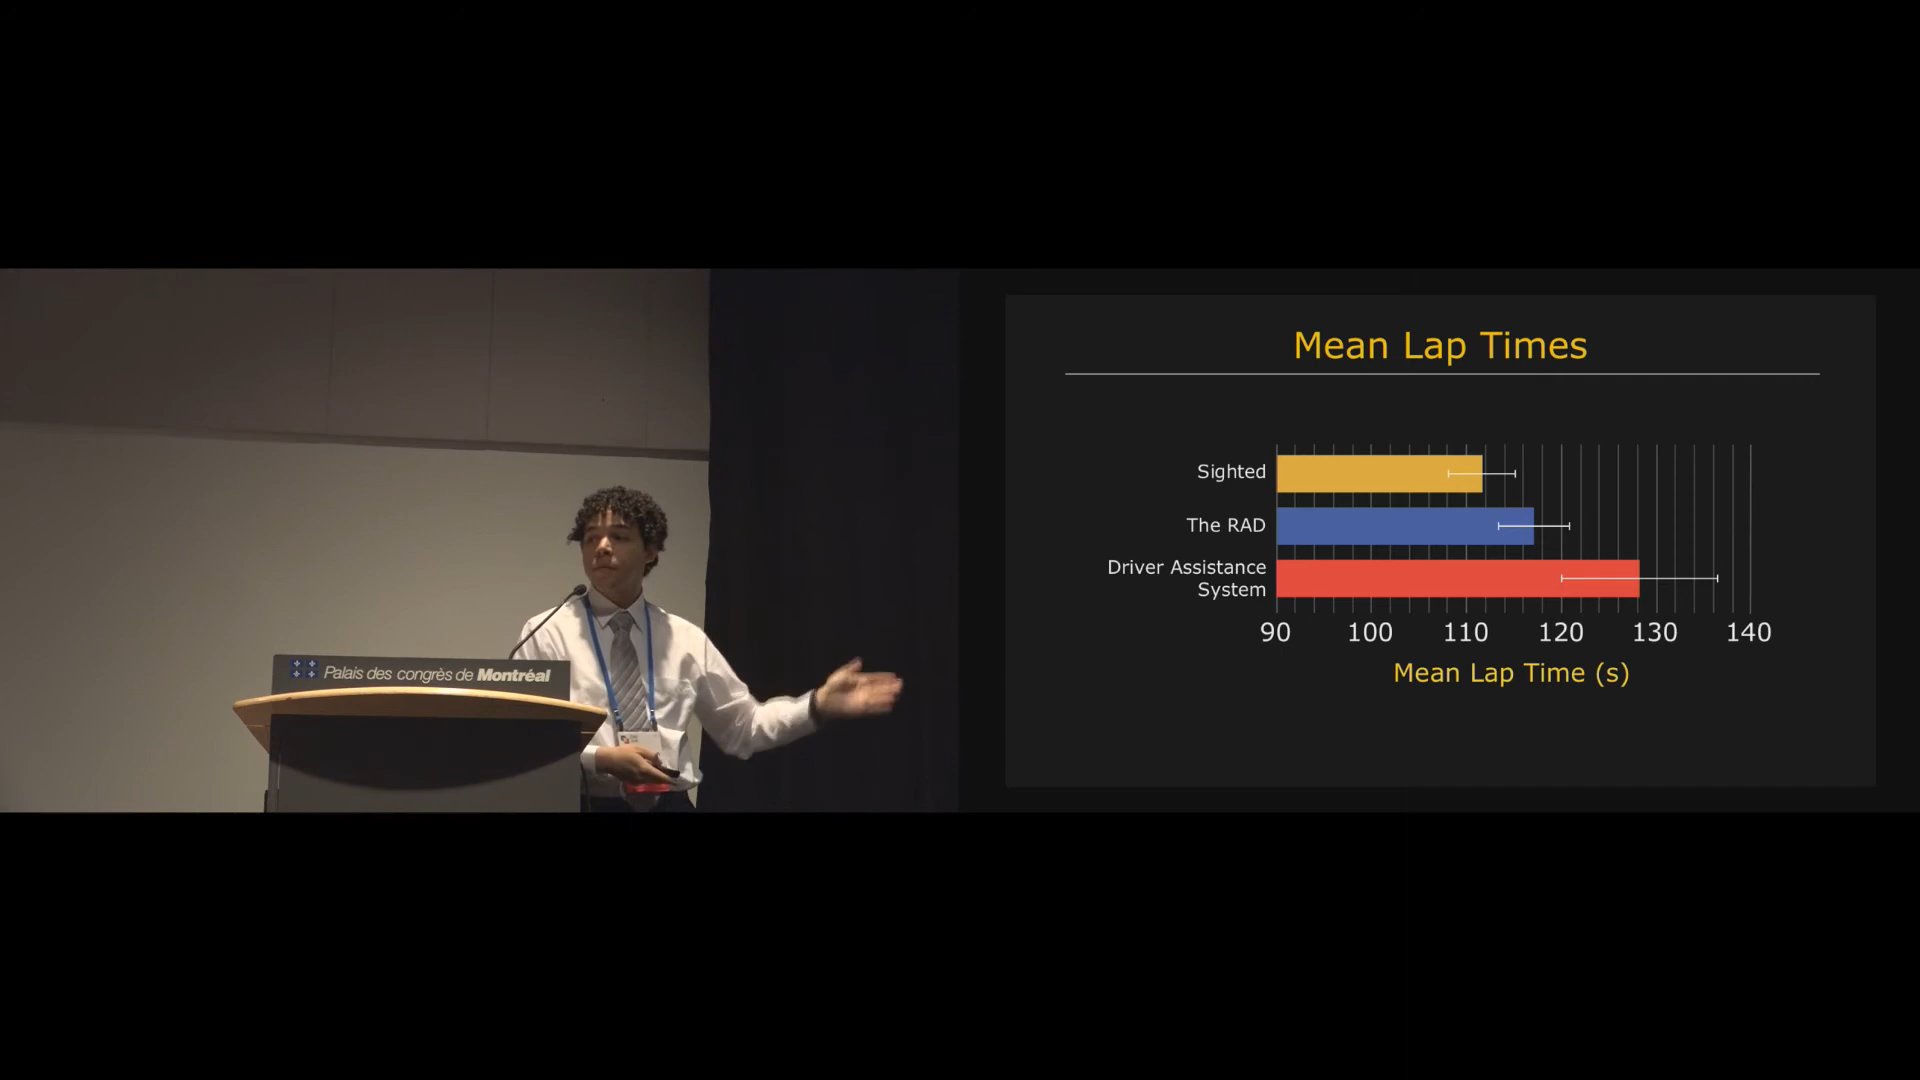 Palais des congrès de Montréal
Mean Lap Times
Sighted
The RAD
Driver Assistance
System
90 100 110 120 130 140
Mean Lap Time (s)